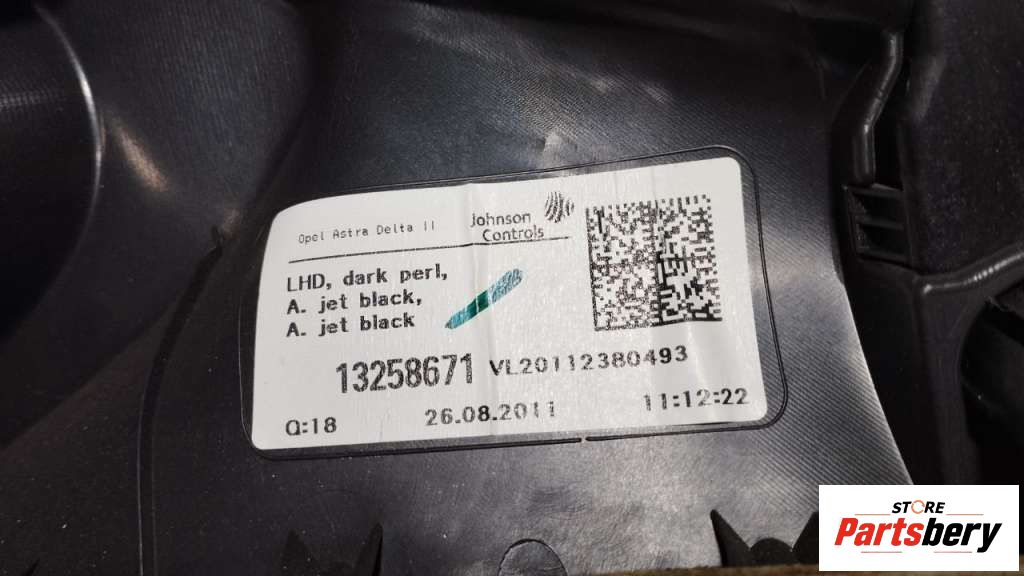 Opel Astra Delta II
Johnson
Controls
LHD, dark perl,
A. jet black,
A. jet black
13258671 VL20112380493
Q:18 26.08.2011 11:12:22
STORE
Partsbery